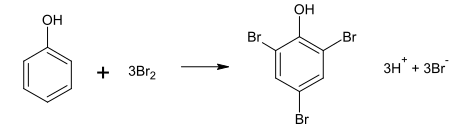 OH
+ 3Br₂
OH
Br Br
Br
3H⁺ + 3Br⁻